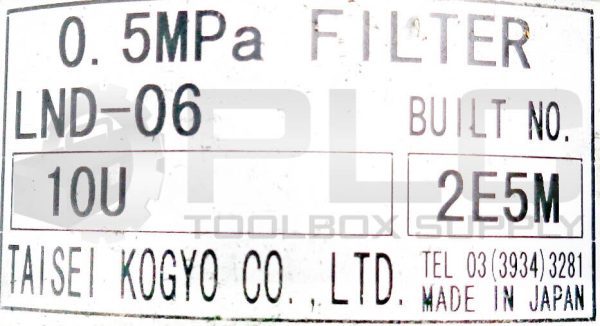 0.5MPa FILTER
LND-06 BUILT NO.
10U 2E5M
PLC
TOOLBOX SUPPLY
TAISEI KOGYO CO.,LTD. TEL 03(3934)3281
MADE IN JAPAN